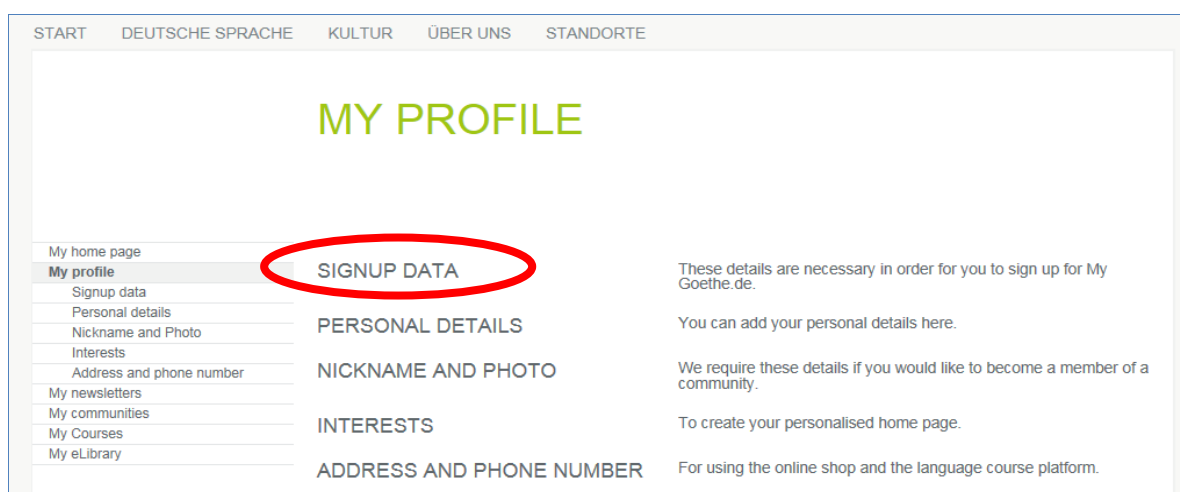 START DEUTSCHE SPRACHE KULTUR ÜBER UNS STANDORTE
MY PROFILE
My home page
My profile
Signup data
Personal details
Nickname and Photo
Interests
Address and phone number
My newsletters
My communities
My Courses
My eLibrary
SIGNUP DATA
These details are necessary in order for you to sign up for My
Goethe.de.
PERSONAL DETAILS
You can add your personal details here.
NICKNAME AND PHOTO
We require these details if you would like to become a member of a
community.
INTERESTS
To create your personalised home page.
ADDRESS AND PHONE NUMBER
For using the online shop and the language course platform.